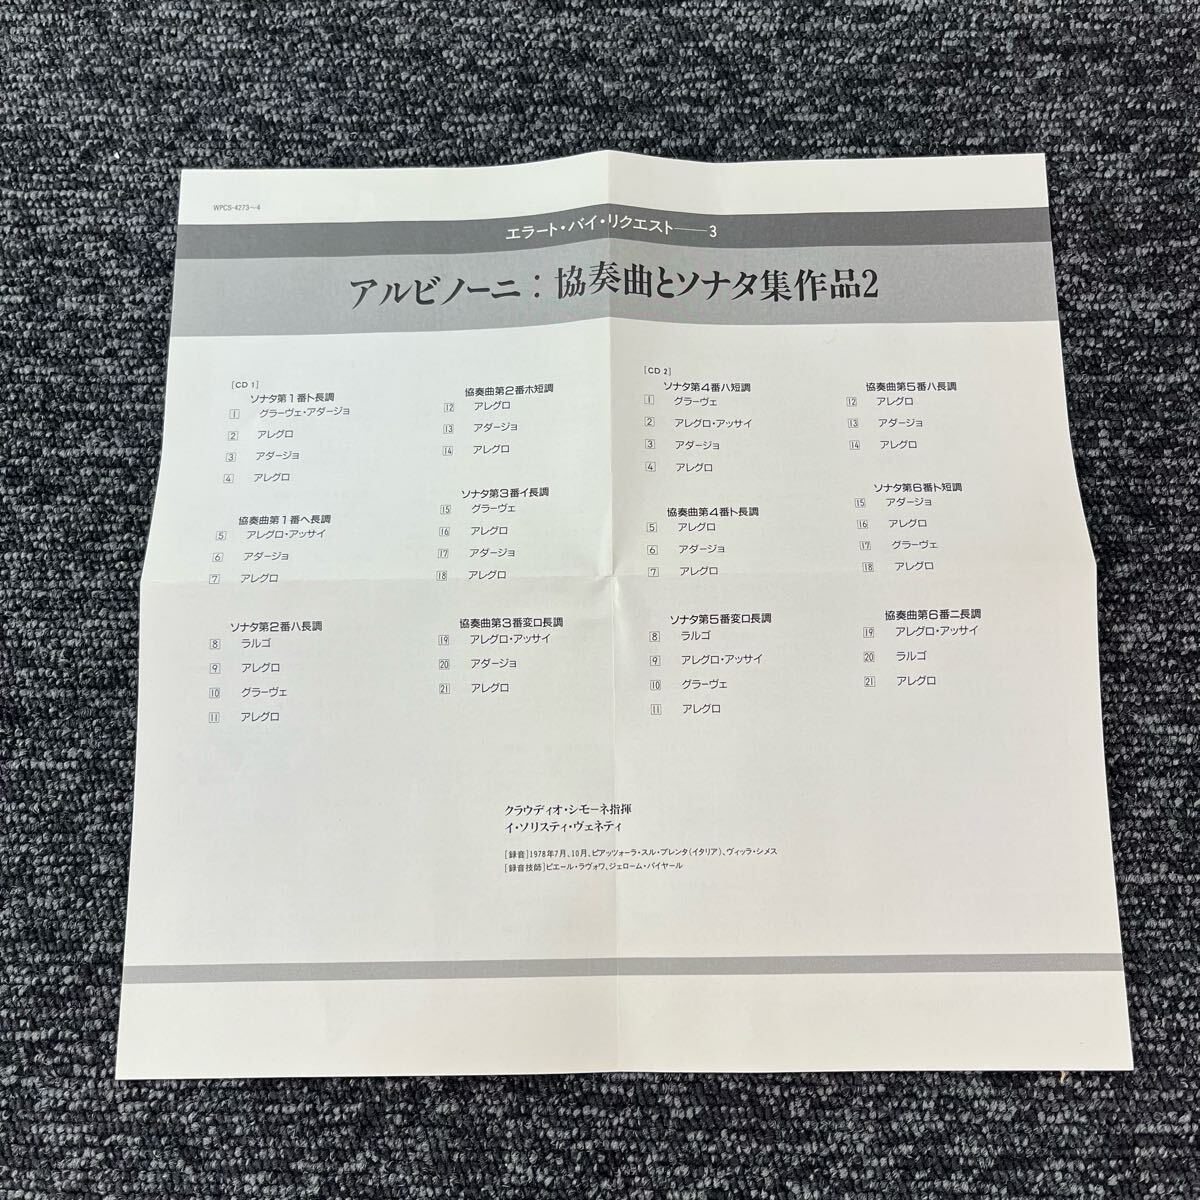 WPCS-4273〜4
エラート・バイ・リクエスト——3
アルビノーニ：協奏曲とソナタ集作品2
[CD 1]
ソナタ第1番ト長調
1 グラーヴェ・アダージョ
2 アレグロ
3 アダージョ
4 アレグロ
協奏曲第1番ヘ長調
5 アレグロ・アッサイ
6 アダージョ
7 アレグロ
ソナタ第2番ハ長調
8 ラルゴ
9 アレグロ
10 グラーヴェ
11 アレグロ
協奏曲第2番ホ短調
12 アレグロ
13 アダージョ
14 アレグロ
ソナタ第3番イ長調
15 グラーヴェ
16 アレグロ
17 アダージョ
18 アレグロ
協奏曲第3番変ロ長調
19 アレグロ・アッサイ
20 アダージョ
21 アレグロ
[CD 2]
ソナタ第4番ハ短調
1 グラーヴェ
2 アレグロ・アッサイ
3 アダージョ
4 アレグロ
協奏曲第4番ト長調
5 アレグロ
6 アダージョ
7 アレグロ
ソナタ第5番変ロ長調
8 ラルゴ
9 アレグロ・アッサイ
10 グラーヴェ
11 アレグロ
協奏曲第5番ハ長調
12 アレグロ
13 アダージョ
14 アレグロ
ソナタ第6番ト短調
15 アダージョ
16 アレグロ
17 グラーヴェ
18 アレグロ
協奏曲第6番ニ長調
19 アレグロ・アッサイ
20 ラルゴ
21 アレグロ
クラウディオ・シモーネ指揮
イ・ソリスティ・ヴェネティ
[録音]1978年7月、10月、ピアッツォーラ・スル・ブレンタ（イタリア）、ヴィッラ・シメス
[録音技師]ピエール・ラヴォワ、ジェローム・パイヤール